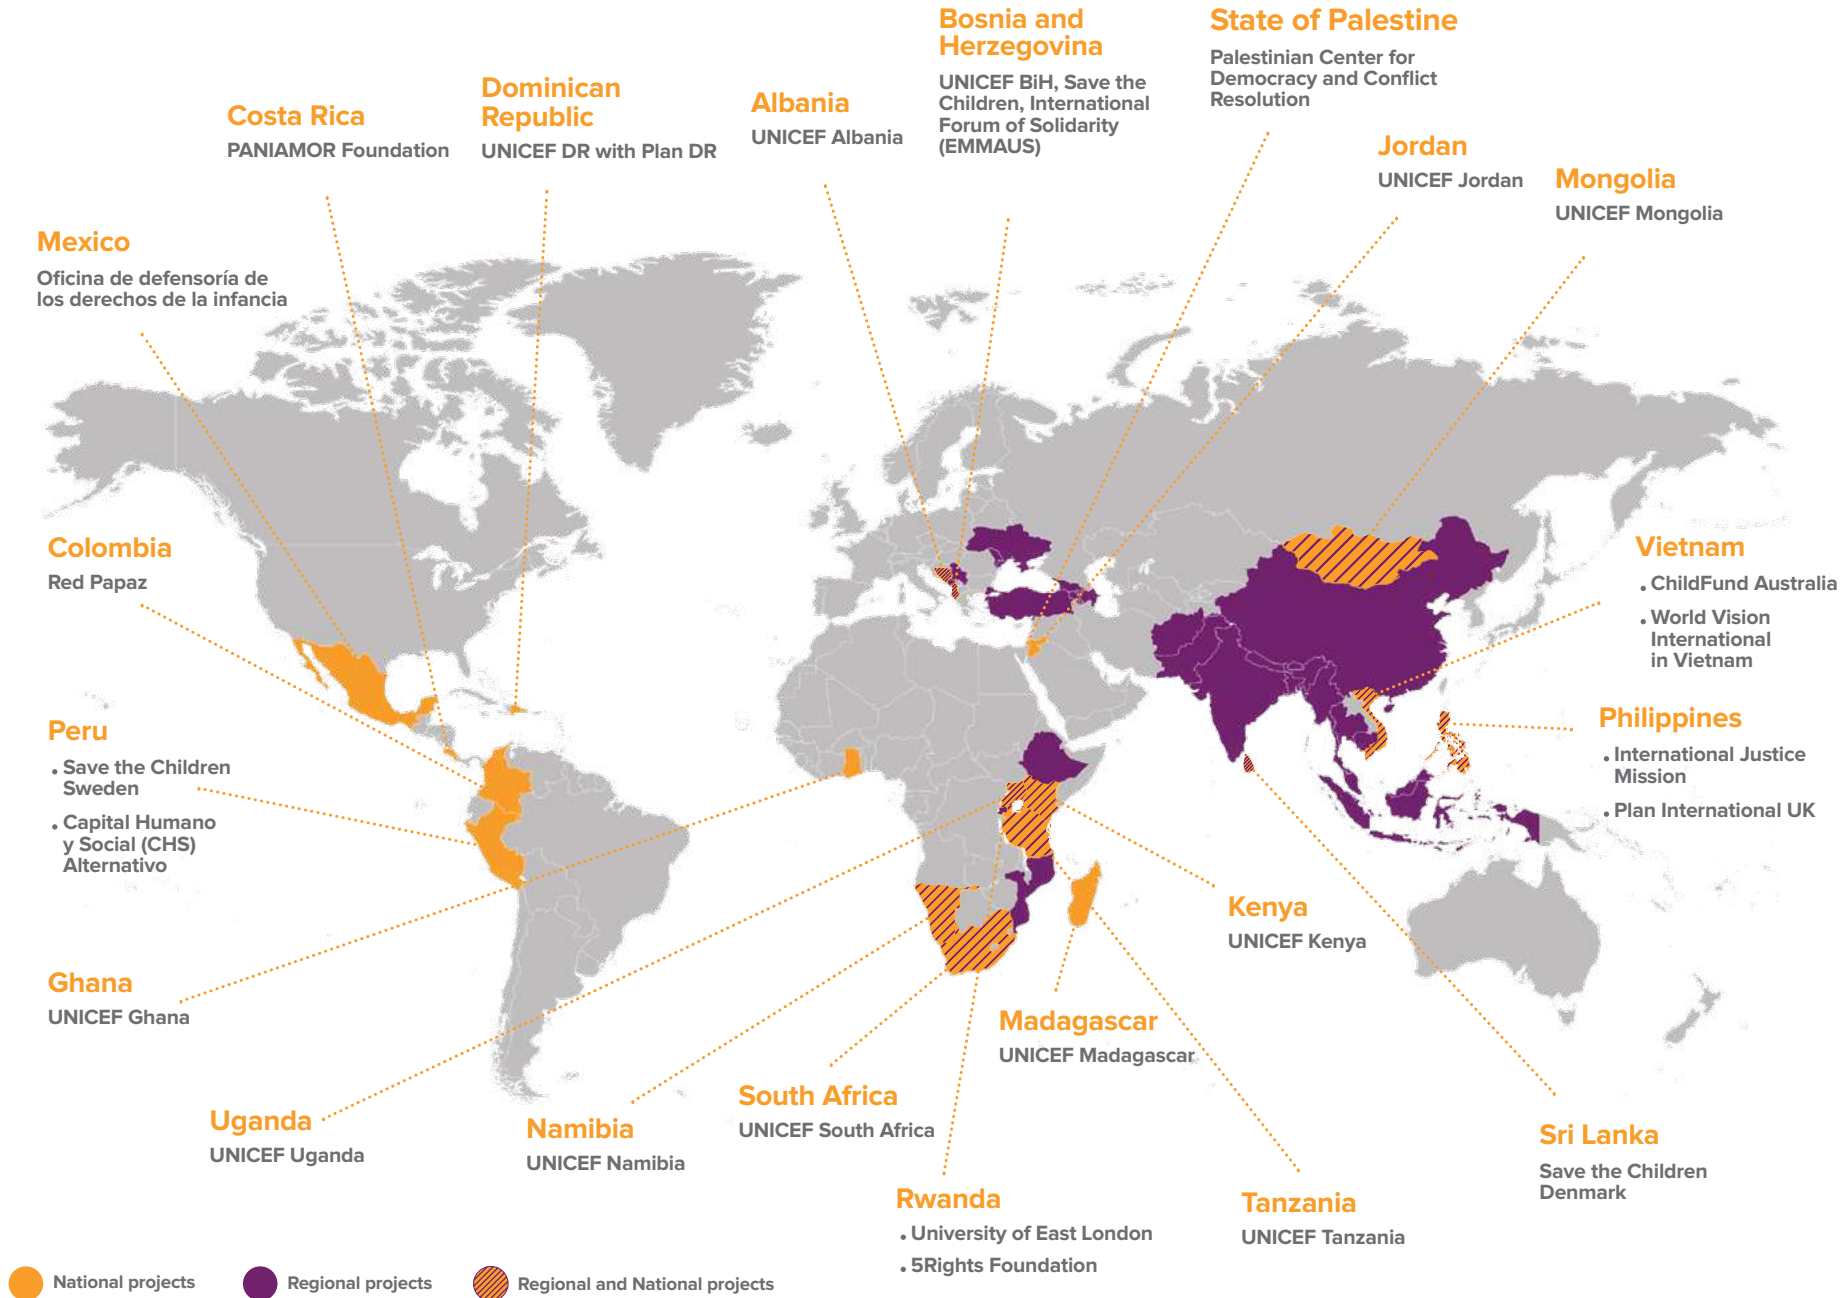 Bosnia and
Herzegovina
UNICEF BiH, Save the
Children, International
Forum of Solidarity
(EMMAUS)
State of Palestine
Palestinian Center for
Democracy and Conflict
Resolution
Dominican
Republic
UNICEF DR with Plan DR
Albania
UNICEF Albania
Costa Rica
PANIAMOR Foundation
Jordan
UNICEF Jordan
Mongolia
UNICEF Mongolia
Mexico
Oficina de defensoría de
los derechos de la infancia
Colombia
Red Papaz
Vietnam
• ChildFund Australia
• World Vision
International
in Vietnam
Peru
• Save the Children
Sweden
• Capital Humano
y Social (CHS)
Alternativo
Philippines
• International Justice
Mission
• Plan International UK
Kenya
UNICEF Kenya
Ghana
UNICEF Ghana
Madagascar
UNICEF Madagascar
South Africa
UNICEF South Africa
Uganda
UNICEF Uganda
Namibia
UNICEF Namibia
Sri Lanka
Save the Children
Denmark
Rwanda
• University of East London
• 5Rights Foundation
Tanzania
UNICEF Tanzania
National projects
Regional projects
Regional and National projects